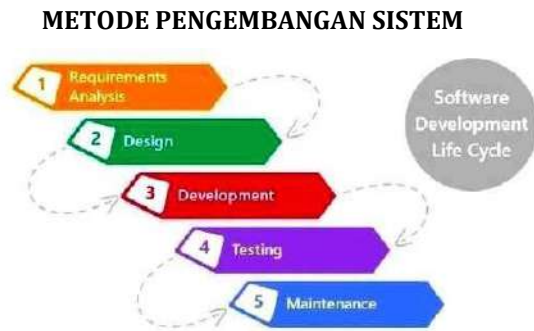 METODE PENGEMBANGAN SISTEM
1
Requirements
Analysis
2
Design
3
Development
4
Testing
5
Maintenance
Software
Development
Life Cycle